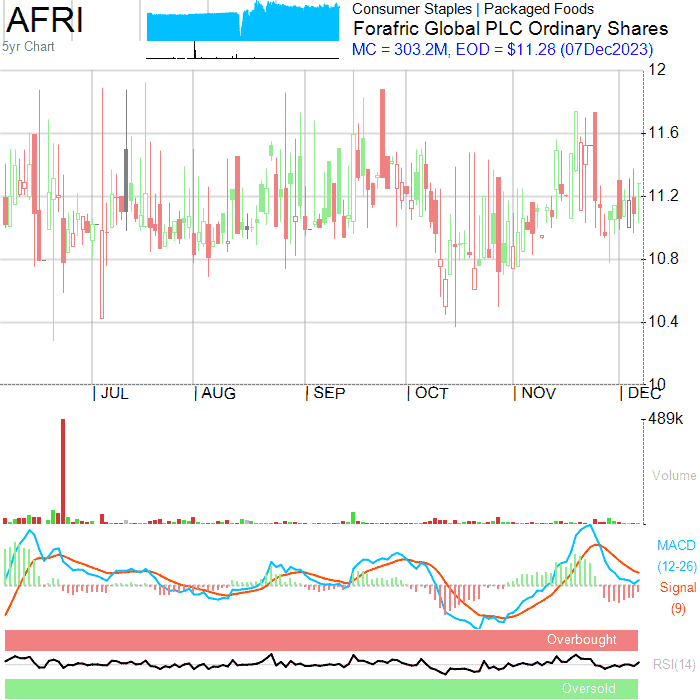 AFRI
5yr Chart
Consumer Staples | Packaged Foods
Forafric Global PLC Ordinary Shares
MC = 303.2M, EOD = $11.28 (07Dec2023)
12
11.6
11.2
10.8
10.4
10
| JUL | AUG | SEP | OCT | NOV | DEC
489k
Volume
MACD
(12-26)
Signal
(9)
Overbought
RSI(14)
Oversold